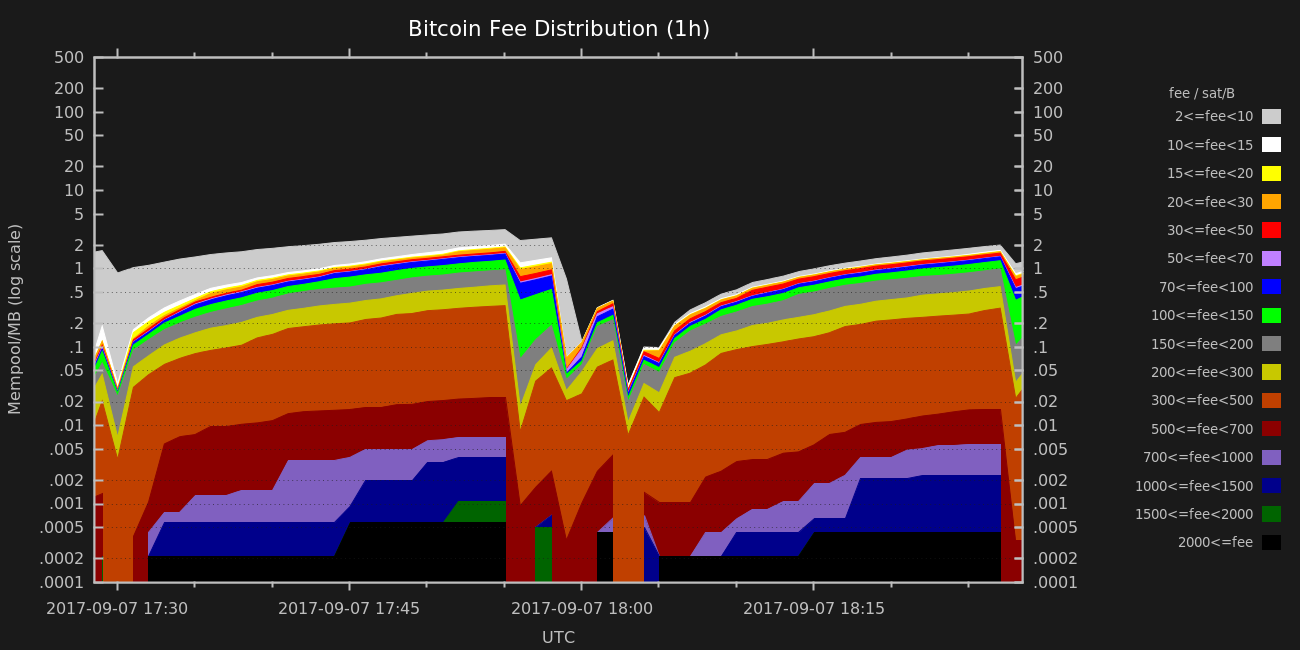 Bitcoin Fee Distribution (1h)
500 500
200 200
100 100
50 50
20 20
10 10
5 5
2 2
1 1
.5 .5
.2 .2
.1 .1
.05 .05
.02 .02
.01 .01
.005 .005
.002 .002
.001 .001
.0005 .0005
.0002 .0002
.0001 .0001
Mempool/MB (log scale)
2017-09-07 17:30 2017-09-07 17:45 2017-09-07 18:00 2017-09-07 18:15
UTC
fee / sat/B
2<=fee<10
10<=fee<15
15<=fee<20
20<=fee<30
30<=fee<50
50<=fee<70
70<=fee<100
100<=fee<150
150<=fee<200
200<=fee<300
300<=fee<500
500<=fee<700
700<=fee<1000
1000<=fee<1500
1500<=fee<2000
2000<=fee